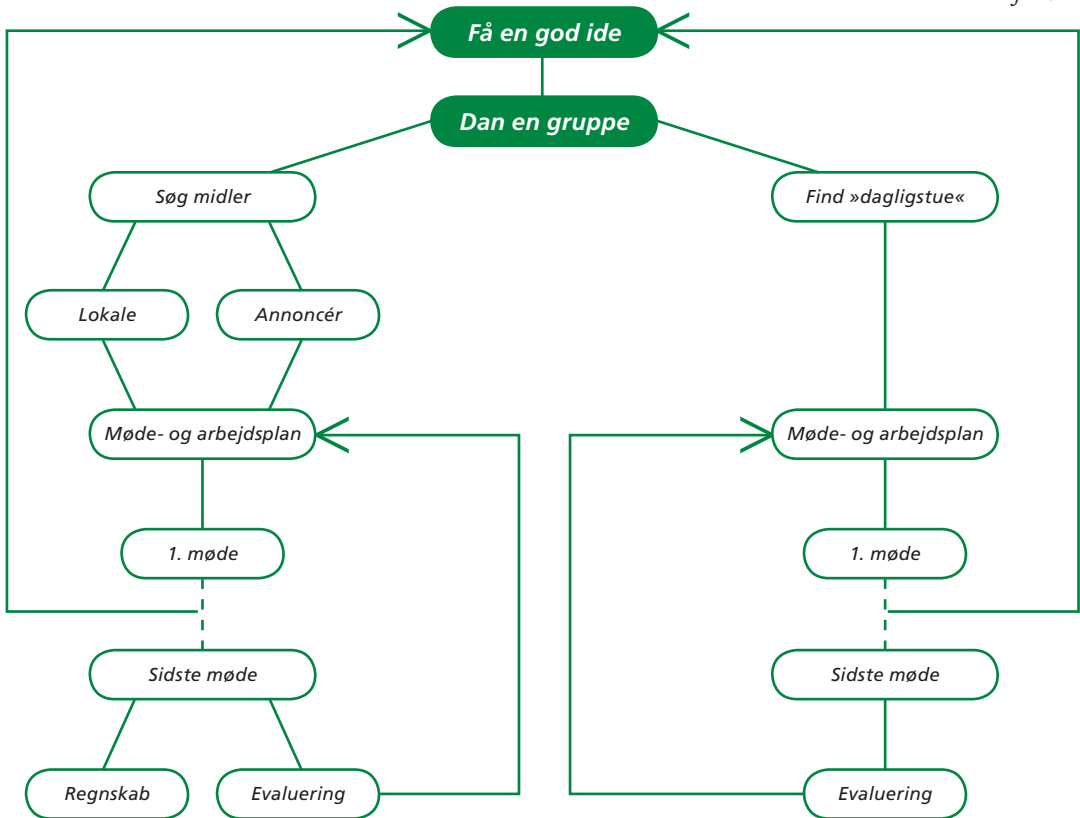 Få en god ide
Dan en gruppe
Søg midler
Find »dagligstue«
Lokale
Annoncér
Møde- og arbejdsplan
Møde- og arbejdsplan
1. møde
1. møde
Sidste møde
Sidste møde
Regnskab
Evaluering
Evaluering